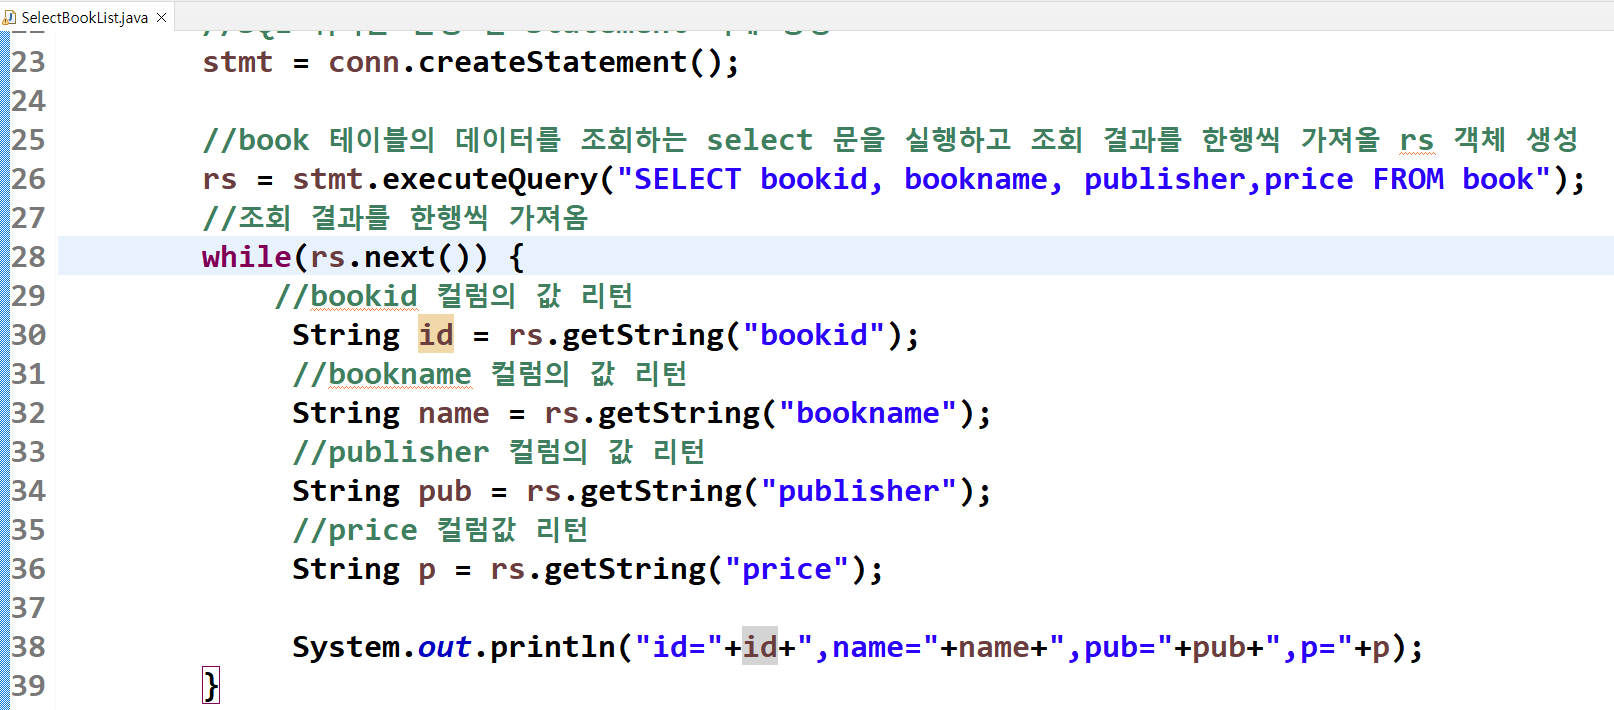 SelectBookList.java
23 stmt = conn.createStatement();
24
25 //book 테이블의 데이터를 조회하는 select 문을 실행하고 조회 결과를 한행씩 가져올 rs 객체 생성
26 rs = stmt.executeQuery("SELECT bookid, bookname, publisher,price FROM book");
27 //조회 결과를 한행씩 가져옴
28 while(rs.next()) {
29 //bookid 컬럼의 값 리턴
30 String id = rs.getString("bookid");
31 //bookname 컬럼의 값 리턴
32 String name = rs.getString("bookname");
33 //publisher 컬럼의 값 리턴
34 String pub = rs.getString("publisher");
35 //price 컬럼값 리턴
36 String p = rs.getString("price");
37
38 System.out.println("id="+id+",name="+name+",pub="+pub+",p="+p);
39 }